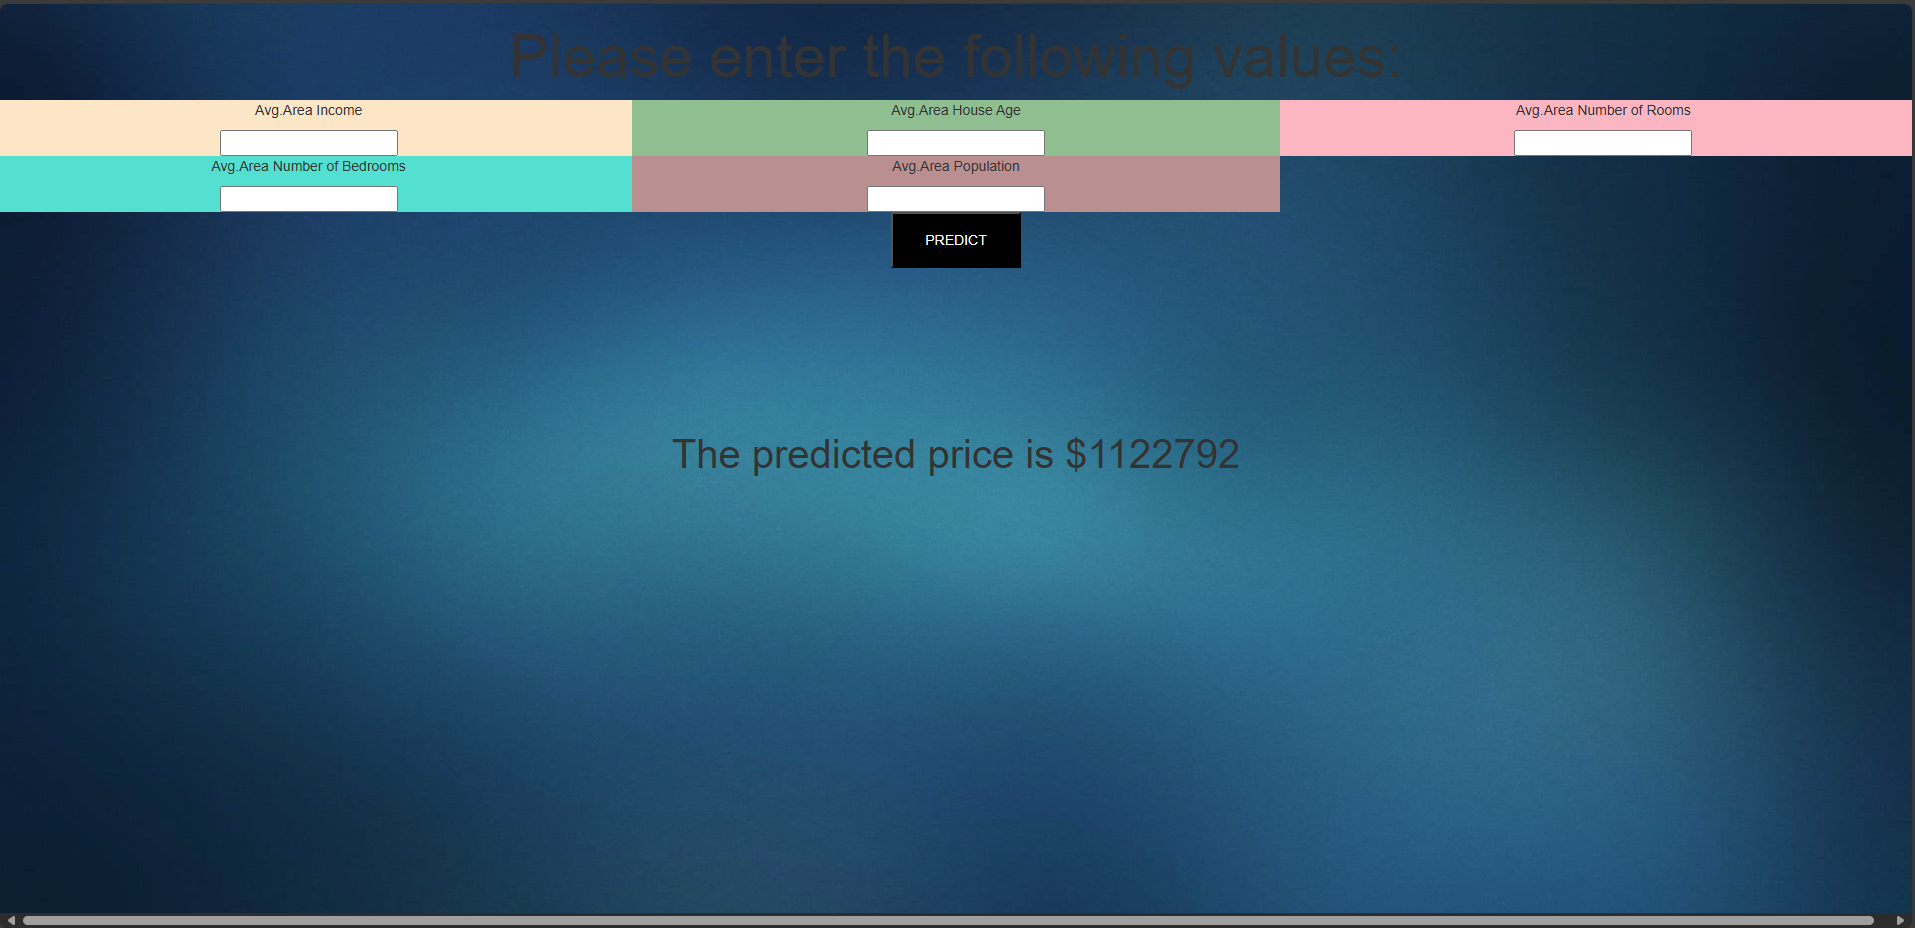 Please enter the following values:
Avg.Area Income
Avg.Area House Age
Avg.Area Number of Rooms
Avg.Area Number of Bedrooms
Avg.Area Population
PREDICT
The predicted price is $1122792